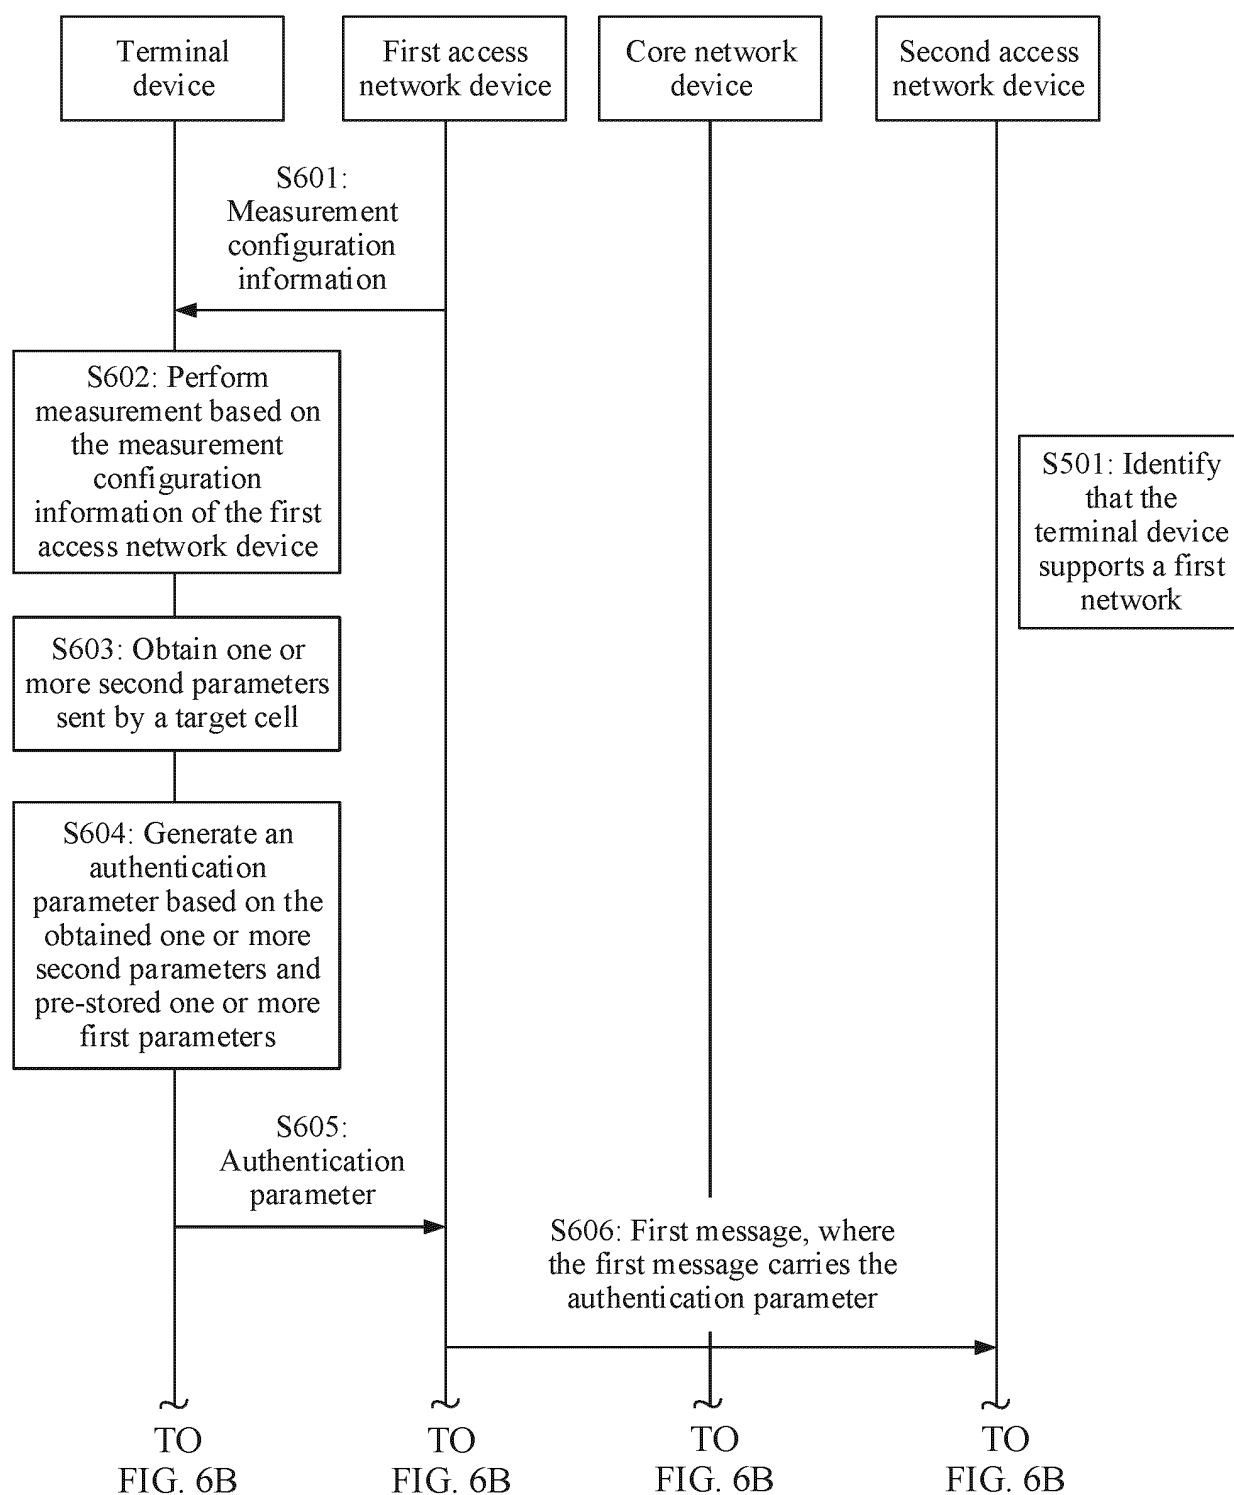 Terminal
device
First access
network device
Core network
device
Second access
network device
S601:
Measurement
configuration
information
S602: Perform
measurement based on
the measurement
configuration
information of the first
access network device
S501: Identify
that the
terminal device
supports a first
network
S603: Obtain one or
more second parameters
sent by a target cell
S604: Generate an
authentication
parameter based on the
obtained one or more
second parameters and
pre-stored one or more
first parameters
S605:
Authentication
parameter
S606: First message, where
the first message carries the
authentication parameter
TO
FIG. 6B
TO
FIG. 6B
TO
FIG. 6B
TO
FIG. 6B